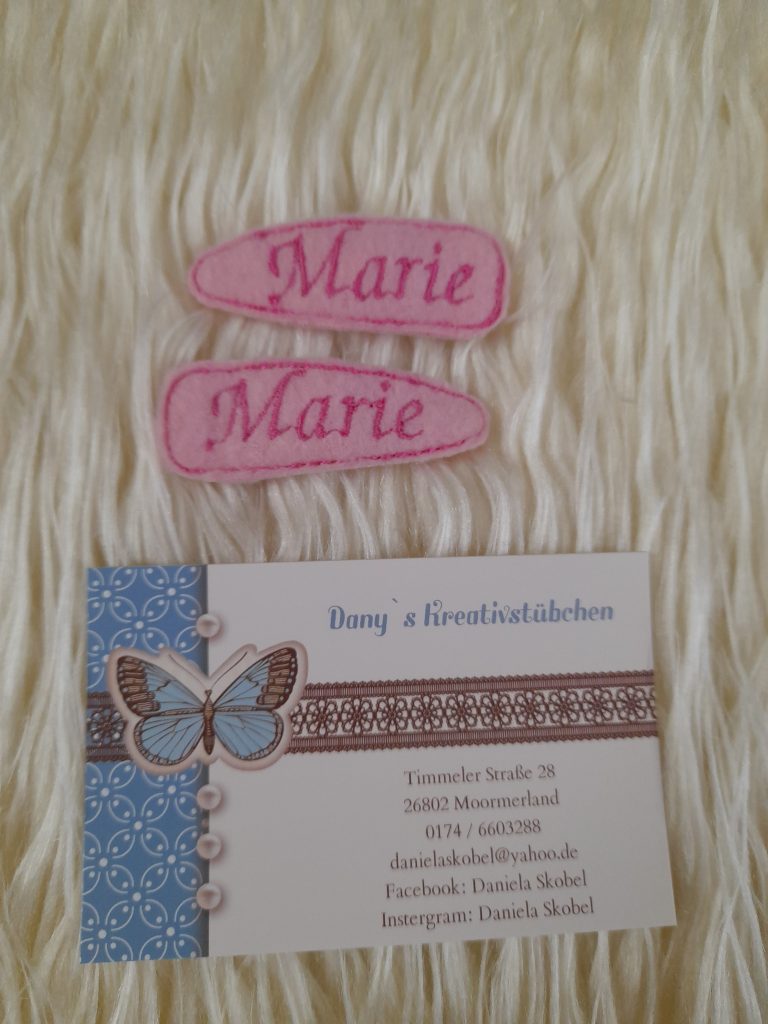 Marie
Marie
Dany`s Kreativstübchen
Timmeler Straße 28
26802 Moormerland
0174 / 6603288
danielaskobel@yahoo.de
Facebook: Daniela Skobel
Instergram: Daniela Skobel